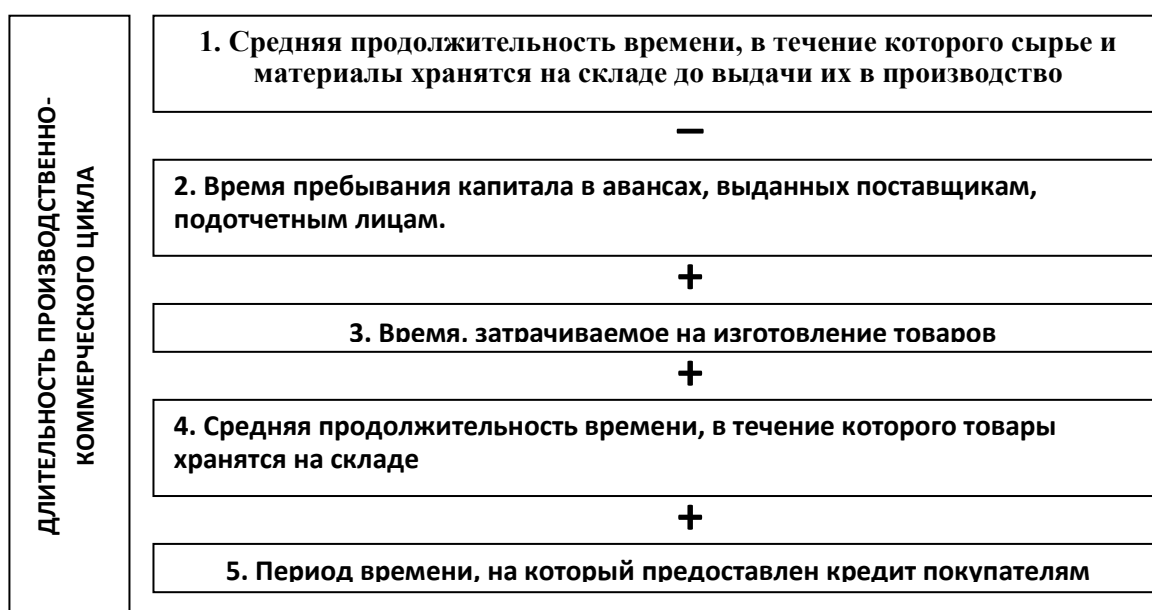 ДЛИТЕЛЬНОСТЬ ПРОИЗВОДСТВЕННО-
КОММЕРЧЕСКОГО ЦИКЛА
1. Средняя продолжительность времени, в течение которого сырье и
материалы хранятся на складе до выдачи их в производство
–
2. Время пребывания капитала в авансах, выданных поставщикам,
подотчетным лицам.
+
3. Время, затрачиваемое на изготовление товаров
+
4. Средняя продолжительность времени, в течение которого товары
хранятся на складе
+
5. Период времени, на который предоставлен кредит покупателям